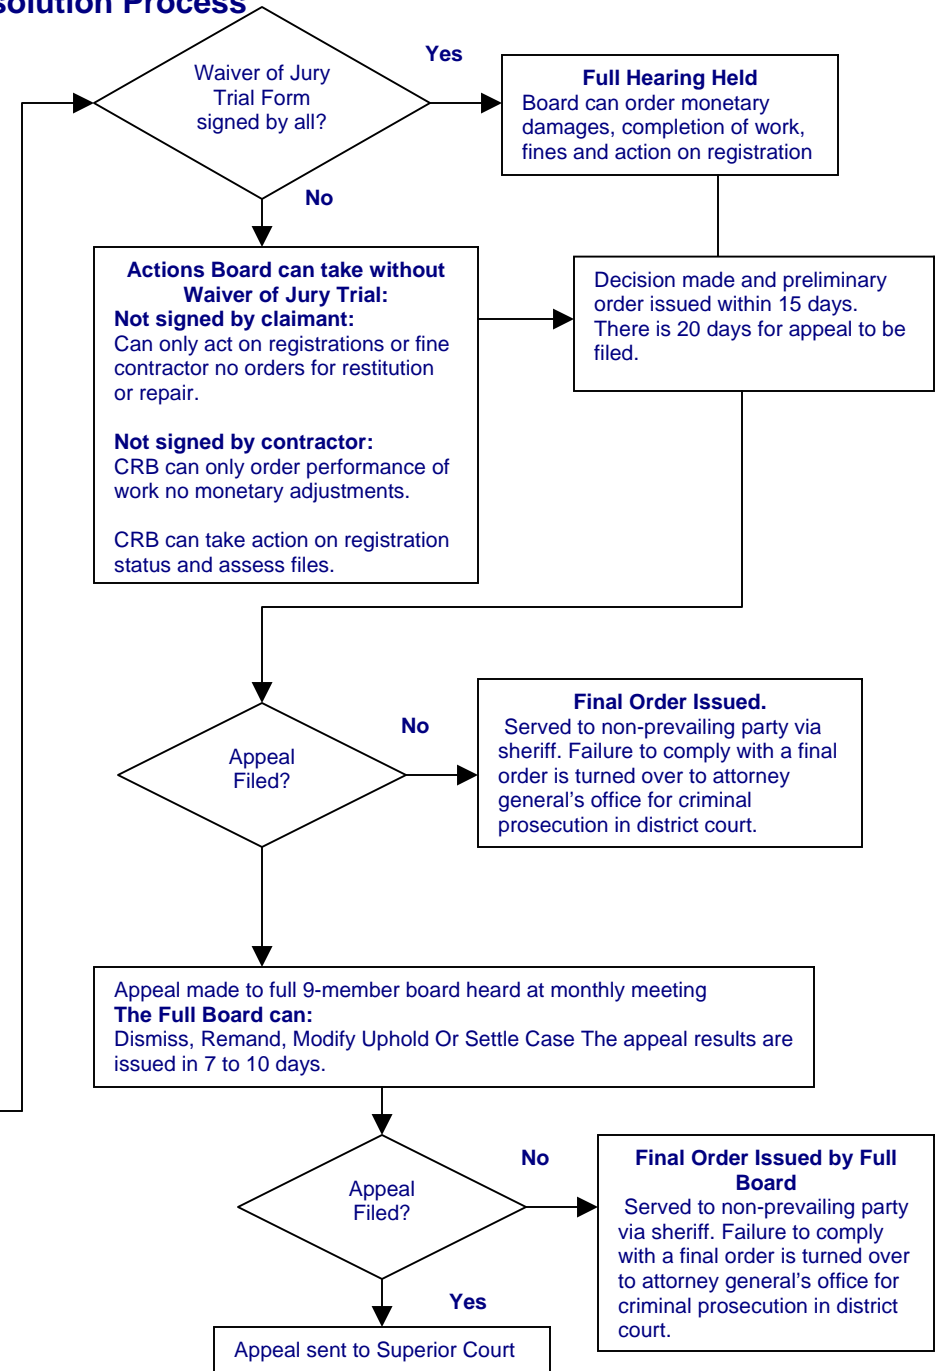 solution Process
Waiver of Jury
Trial Form
signed by all?
Yes
Full Hearing Held
Board can order monetary
damages, completion of work,
fines and action on registration
No
Actions Board can take without
Waiver of Jury Trial:
Not signed by claimant:
Can only act on registrations or fine
contractor no orders for restitution
or repair.
Not signed by contractor:
CRB can only order performance of
work no monetary adjustments.
CRB can take action on registration
status and assess files.
Decision made and preliminary
order issued within 15 days.
There is 20 days for appeal to be
filed.
Appeal
Filed?
No
Final Order Issued.
Served to non-prevailing party via
sheriff. Failure to comply with a final
order is turned over to attorney
general's office for criminal
prosecution in district court.
Appeal made to full 9-member board heard at monthly meeting
The Full Board can:
Dismiss, Remand, Modify Uphold Or Settle Case The appeal results are
issued in 7 to 10 days.
Appeal
Filed?
No
Final Order Issued by Full
Board
Served to non-prevailing party
via sheriff. Failure to comply
with a final order is turned over
to attorney general's office for
criminal prosecution in district
court.
Yes
Appeal sent to Superior Court